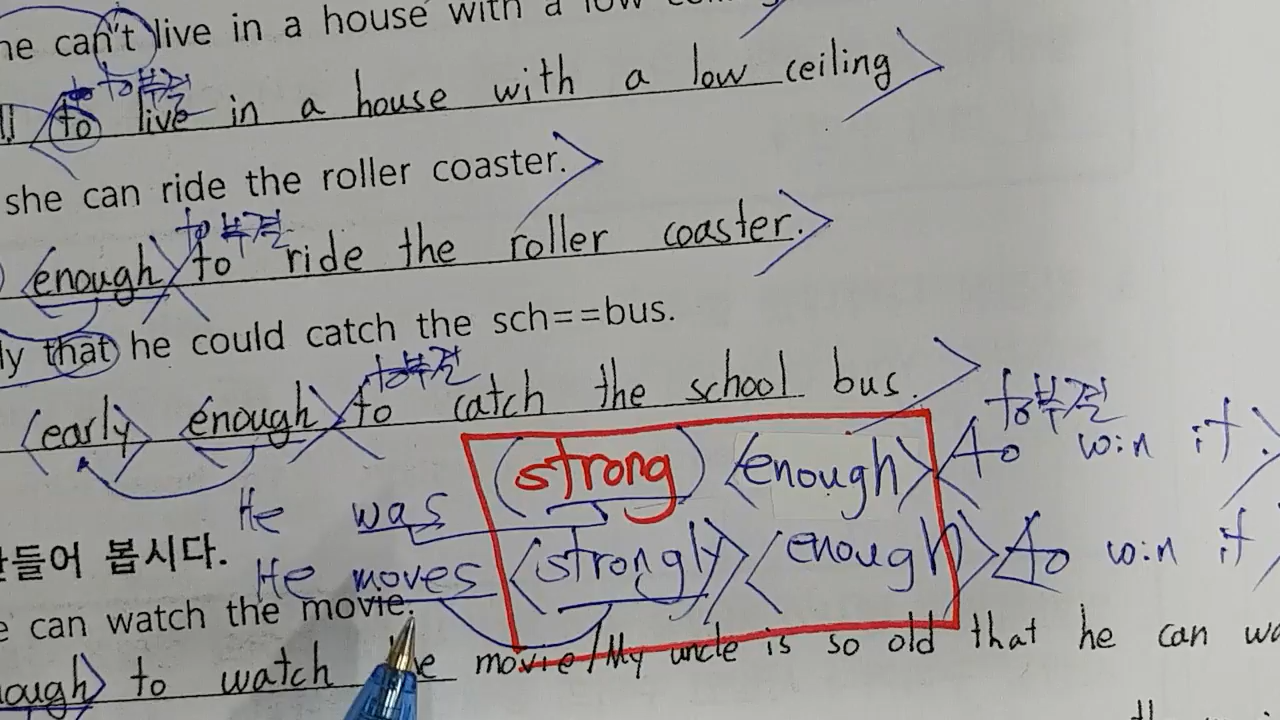 he can't live in a house with a low
to부정
to live in a house with a low ceiling
she can ride the roller coaster.
to부정
enough to ride the roller coaster.
that he could catch the sch==bus.
to부정
early enough to catch the school bus.
to부정
He was (strong) <enough> to win it.
만들어 봅시다.
He moves <strongly> <enough> to win it
can watch the movie.
to watch movie/My uncle is so old that he can